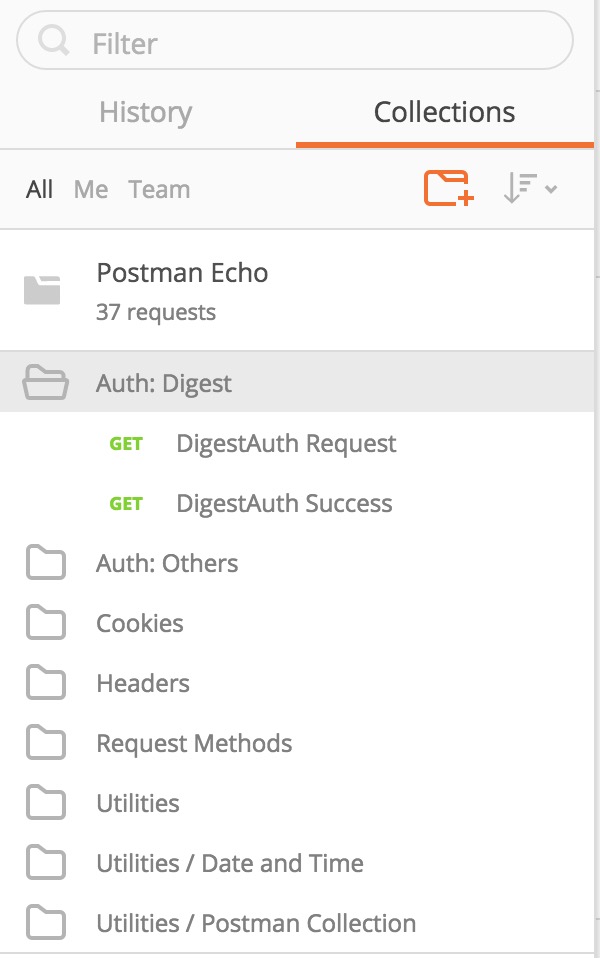 Filter
History Collections
All Me Team
Postman Echo
37 requests
Auth: Digest
GET DigestAuth Request
GET DigestAuth Success
Auth: Others
Cookies
Headers
Request Methods
Utilities
Utilities / Date and Time
Utilities / Postman Collection